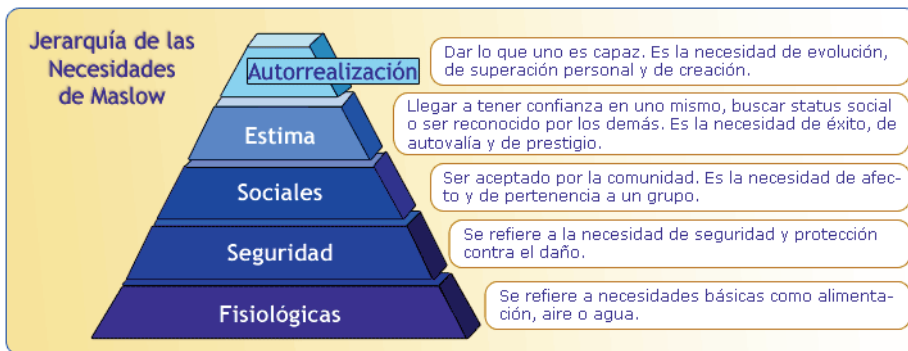 Jerarquía de las
Necesidades
de Maslow
Autorrealización
Dar lo que uno es capaz. Es la necesidad de evolución,
de superación personal y de creación.
Estima
Llegar a tener confianza en uno mismo, buscar status social
o ser reconocido por los demás. Es la necesidad de éxito, de
autovalía y de prestigio.
Sociales
Ser aceptado por la comunidad. Es la necesidad de afec-
to y de pertenencia a un grupo.
Seguridad
Se refiere a la necesidad de seguridad y protección
contra el daño.
Fisiológicas
Se refiere a necesidades básicas como alimenta-
ción, aire o agua.